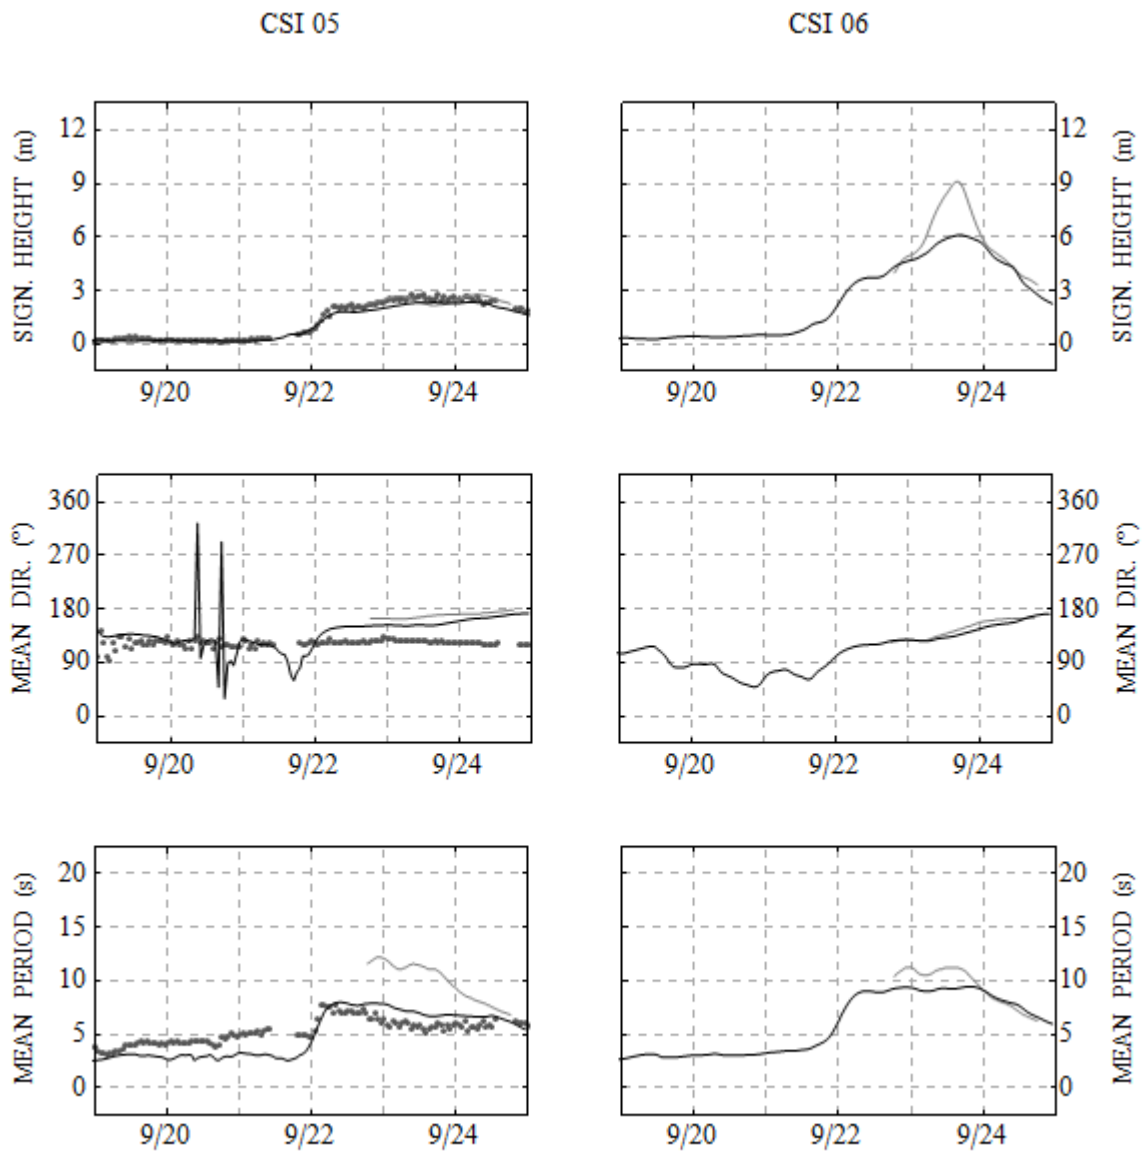 CSI 05 CSI 06
SIGN. HEIGHT (m)
12
9
6
3
0
9/20 9/22 9/24
12
9
6
3
0
SIGN. HEIGHT (m)
9/20 9/22 9/24
MEAN DIR. (º)
360
270
180
90
0
9/20 9/22 9/24
360
270
180
90
0
MEAN DIR. (º)
9/20 9/22 9/24
MEAN PERIOD (s)
20
15
10
5
0
9/20 9/22 9/24
20
15
10
5
0
MEAN PERIOD (s)
9/20 9/22 9/24